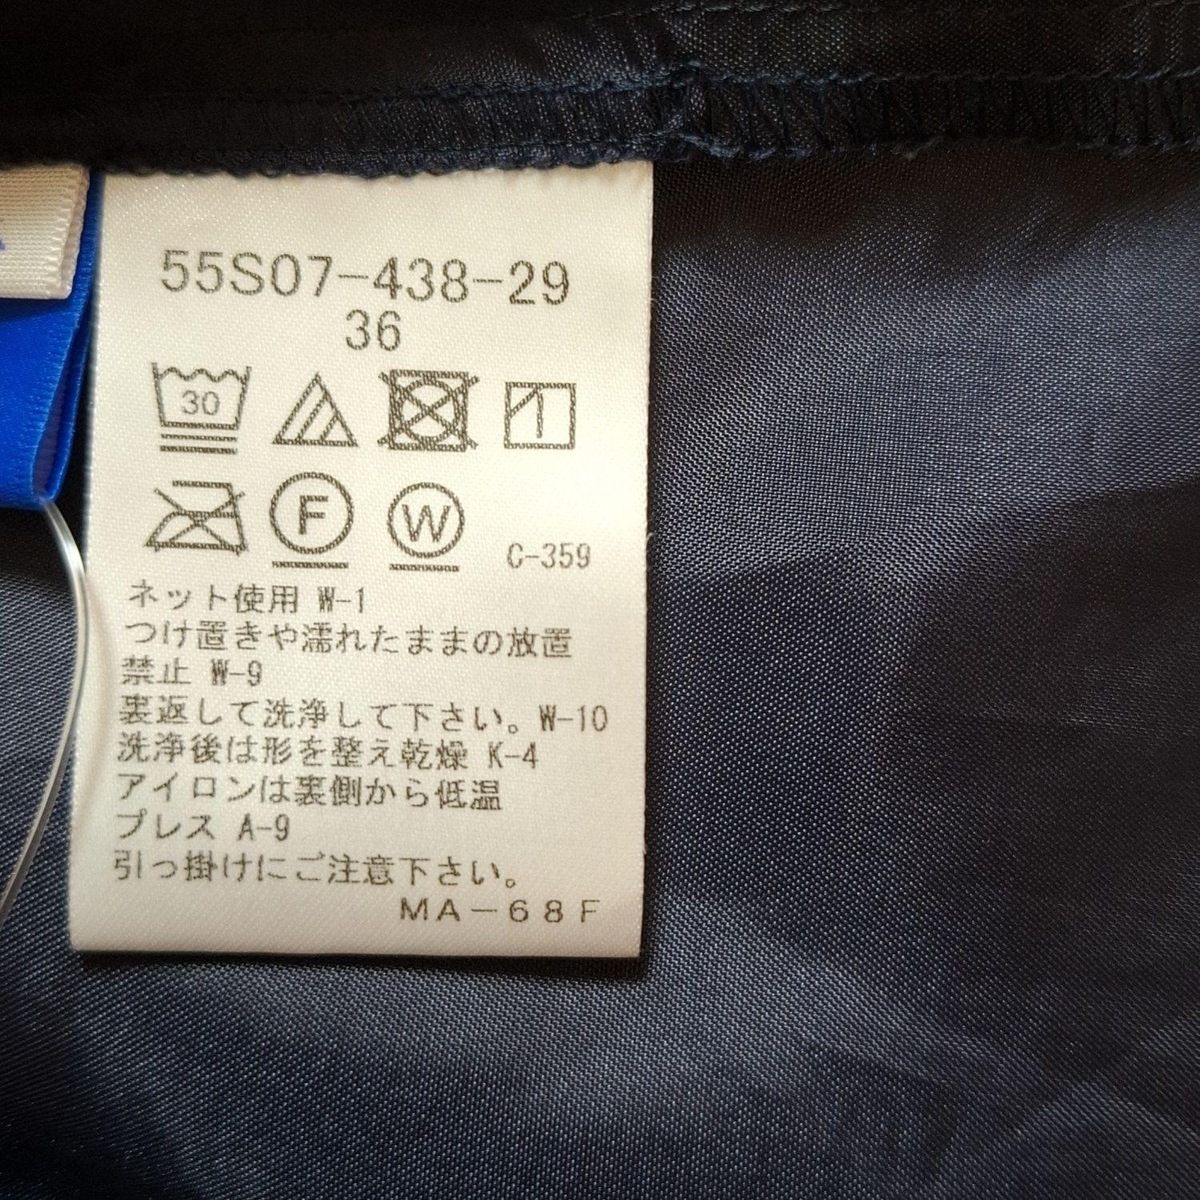 55S07-438-29
36
30
F W C-359
ネット使用 W-1
つけ置きや濡れたままの放置
禁止 W-9
裏返して洗浄して下さい。W-10
洗浄後は形を整え乾燥 K-4
アイロンは裏側から低温
プレス A-9
引っ掛けにご注意下さい。
MA-68F